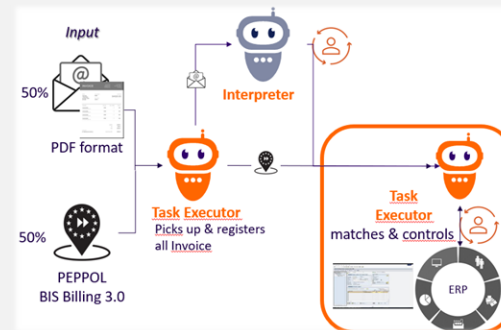 Input
50%
PDF format
50%
PEPPOL
BIS Billing 3.0
Interpreter
Task Executor
Picks up & registers
all Invoice
Task
Executor
matches & controls
ERP